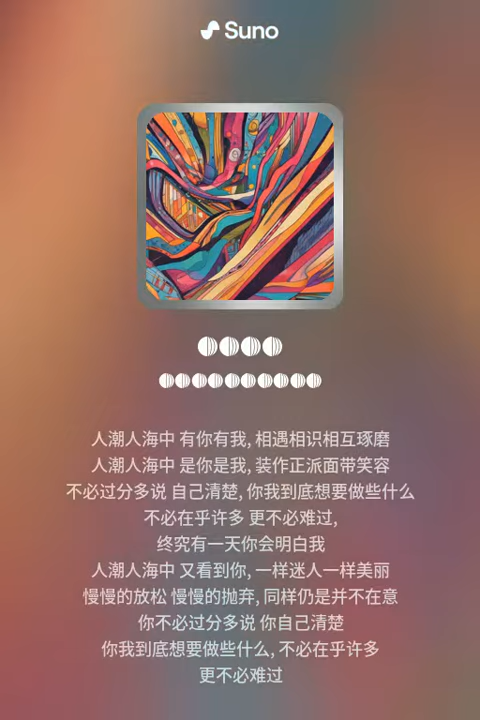 Suno
人潮人海中 有你有我, 相遇相识相互琢磨
人潮人海中 是你是我, 装作正派面带笑容
不必过分多说 自己清楚, 你我到底想要做些什么
不必在乎许多 更不必难过,
终究有一天你会明白我
人潮人海中 又看到你, 一样迷人一样美丽
慢慢的放松 慢慢的抛弃, 同样仍是并不在意
你不必过分多说 你自己清楚
你我到底想要做些什么, 不必在乎许多
更不必难过